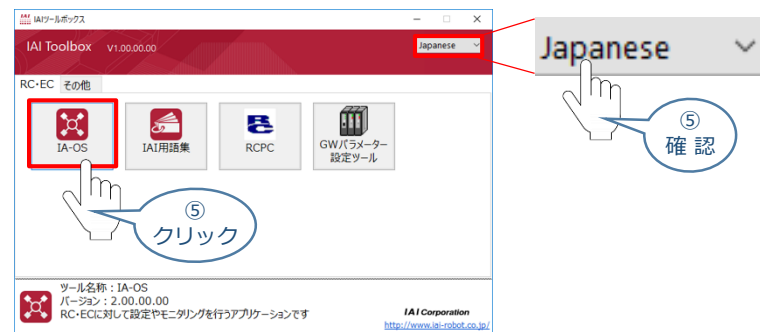 IAIツールボックス
IAI Toolbox V1.00.00.00
Japanese
RC・EC その他
IA-OS
IAI用語集
RCPC
GWパラメーター
設定ツール
⑤
クリック
ツール名称：IA-OS
バージョン：2.00.00.00
RC・ECに対して設定やモニタリングを行うアプリケーションです
IAI Corporation
http://www.iai-robot.co.jp/
Japanese
⑤
確 認